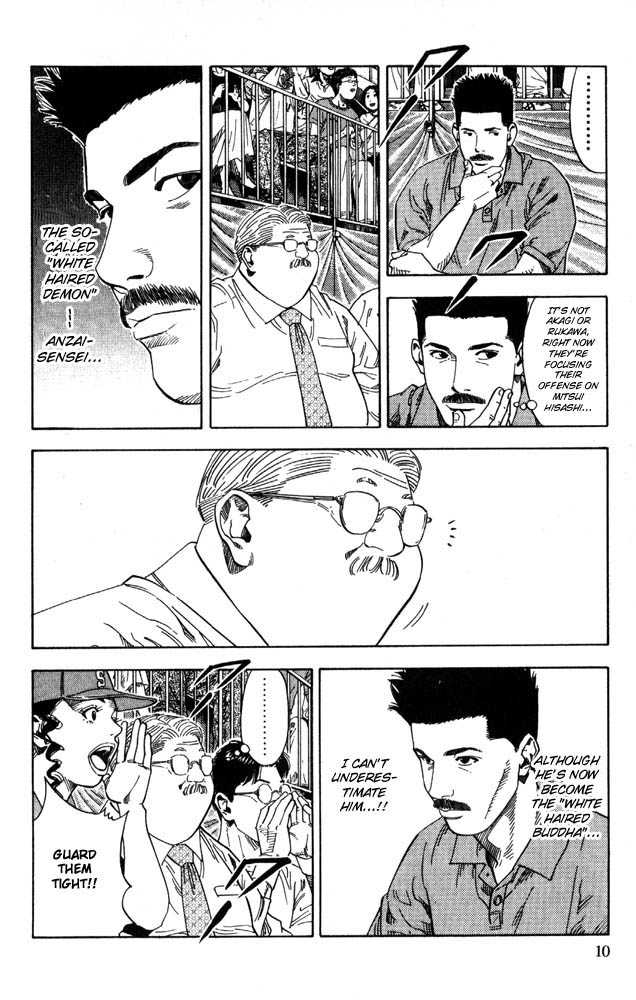 ........
IT'S NOT
AKAGI OR
RUKAWA,
RIGHT NOW
THEY'RE
FOCUSING
THEIR
OFFENSE ON
MITSUI
HISASHI...
THE SO-
CALLED
"WHITE
HAIRED
DEMON"
~
ANZAI-
SENSEI...
ALTHOUGH
HE'S NOW
BECOME
THE "WHITE
HAIRED
BUDDHA"...
I CAN'T
UNDERES-
TIMATE
HIM...!!
........
S
GUARD
THEM
TIGHT!!
10